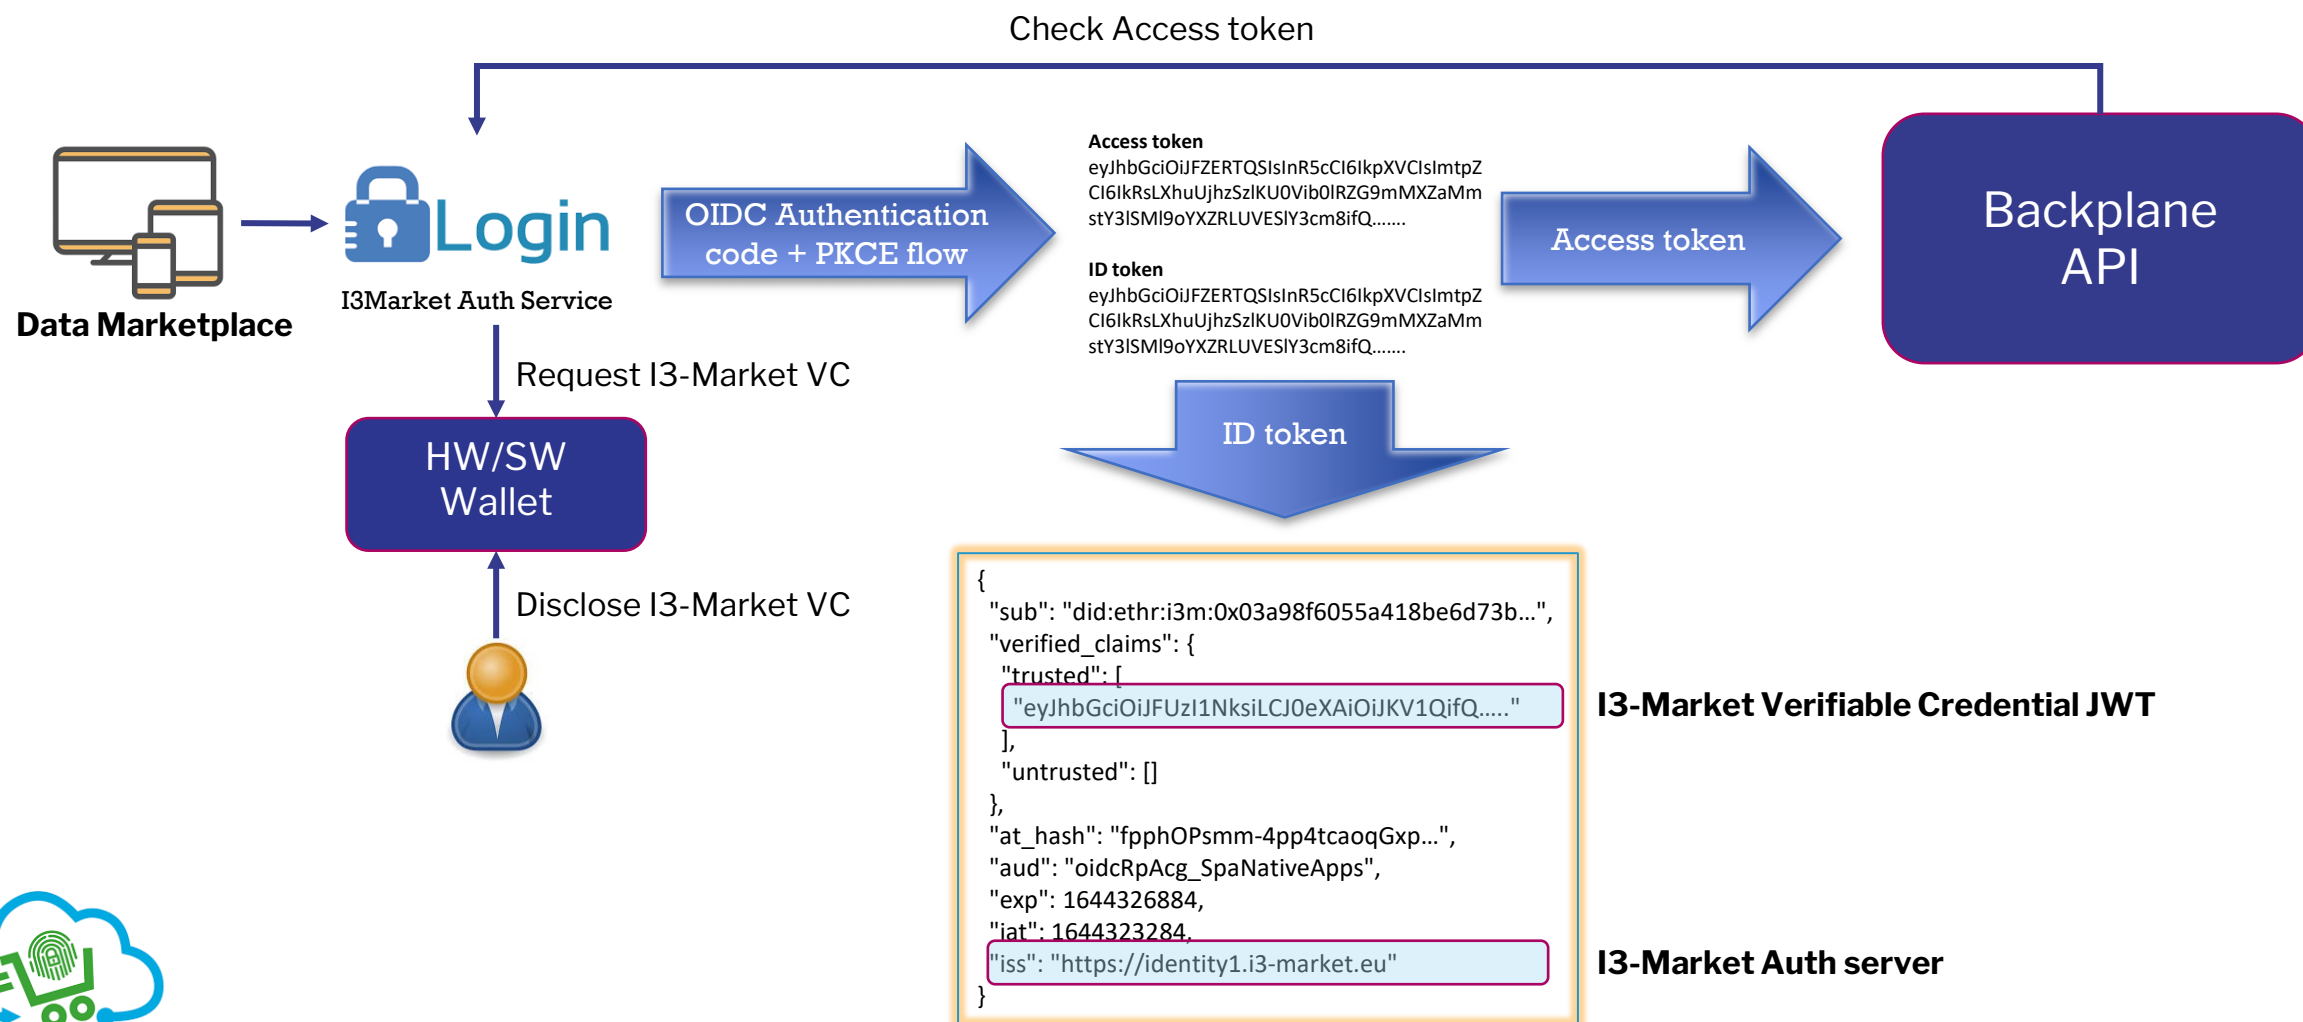 Check Access token
Data Marketplace
Login
I3Market Auth Service
OIDC Authentication
code + PKCE flow
Access token
eyJhbGciOiJFZERTQSIsInR5cCI6IkpXVCIsImtpZ
CI6IkRsLXhuUjhzSzlKU0Vib0lRZG9mMXZaMm
stY3lSMl9oYXZRLUVESlY3cm8ifQ…….
ID token
eyJhbGciOiJFZERTQSIsInR5cCI6IkpXVCIsImtpZ
CI6IkRsLXhuUjhzSzlKU0Vib0lRZG9mMXZaMm
stY3lSMl9oYXZRLUVESlY3cm8ifQ…….
Access token
Backplane
API
Request I3-Market VC
HW/SW
Wallet
Disclose I3-Market VC
ID token
{
"sub": "did:ethr:i3m:0x03a98f6055a418be6d73b…",
"verified_claims": {
"trusted": [
"eyJhbGciOiJFUzI1NksiLCJ0eXAiOiJKV1QifQ….."
],
"untrusted": []
},
"at_hash": "fpphOPsmm-4pp4tcaoqGxp…",
"aud": "oidcRpAcg_SpaNativeApps",
"exp": 1644326884,
"iat": 1644323284,
"iss": "https://identity1.i3-market.eu"
}
I3-Market Verifiable Credential JWT
I3-Market Auth server